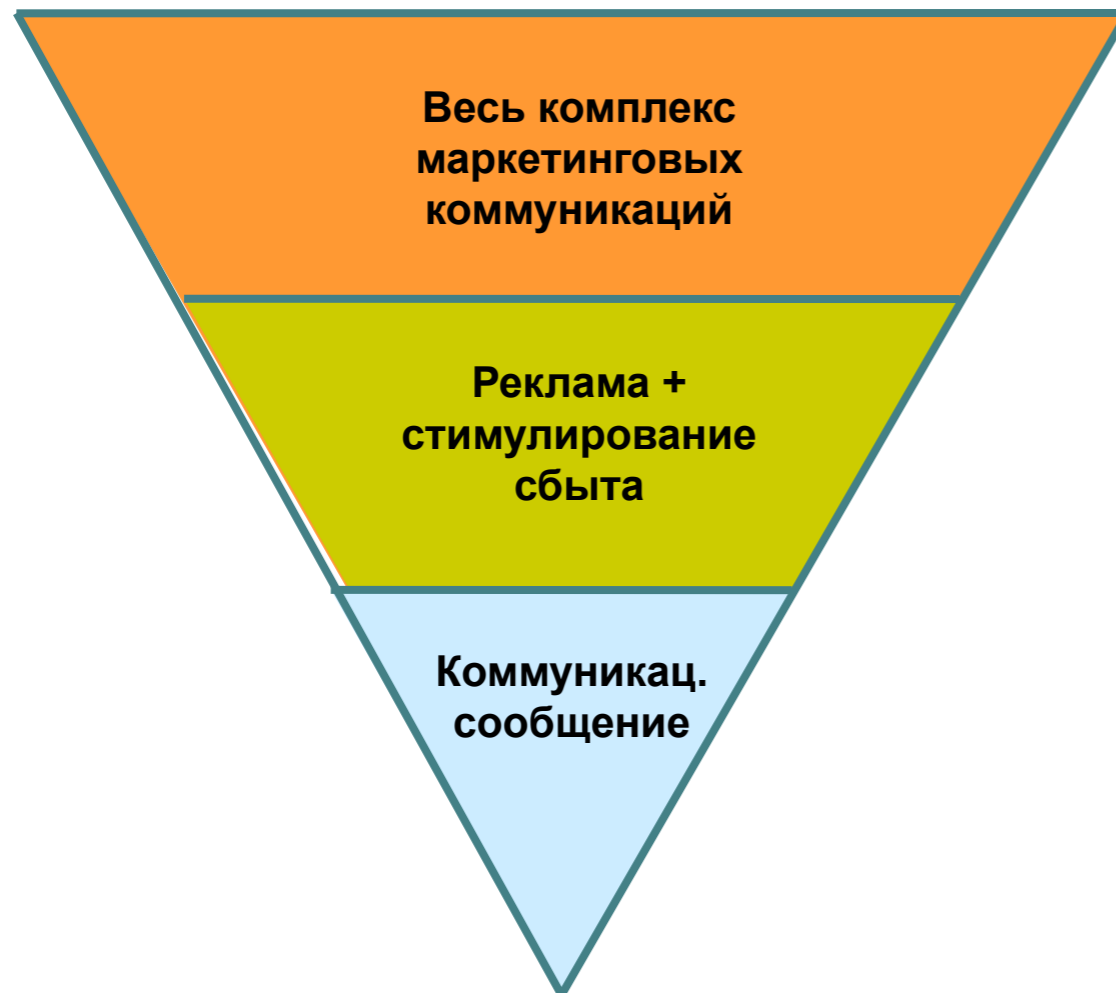 Весь комплекс
маркетинговых
коммуникаций
Реклама +
стимулирование
сбыта
Коммуникац.
сообщение